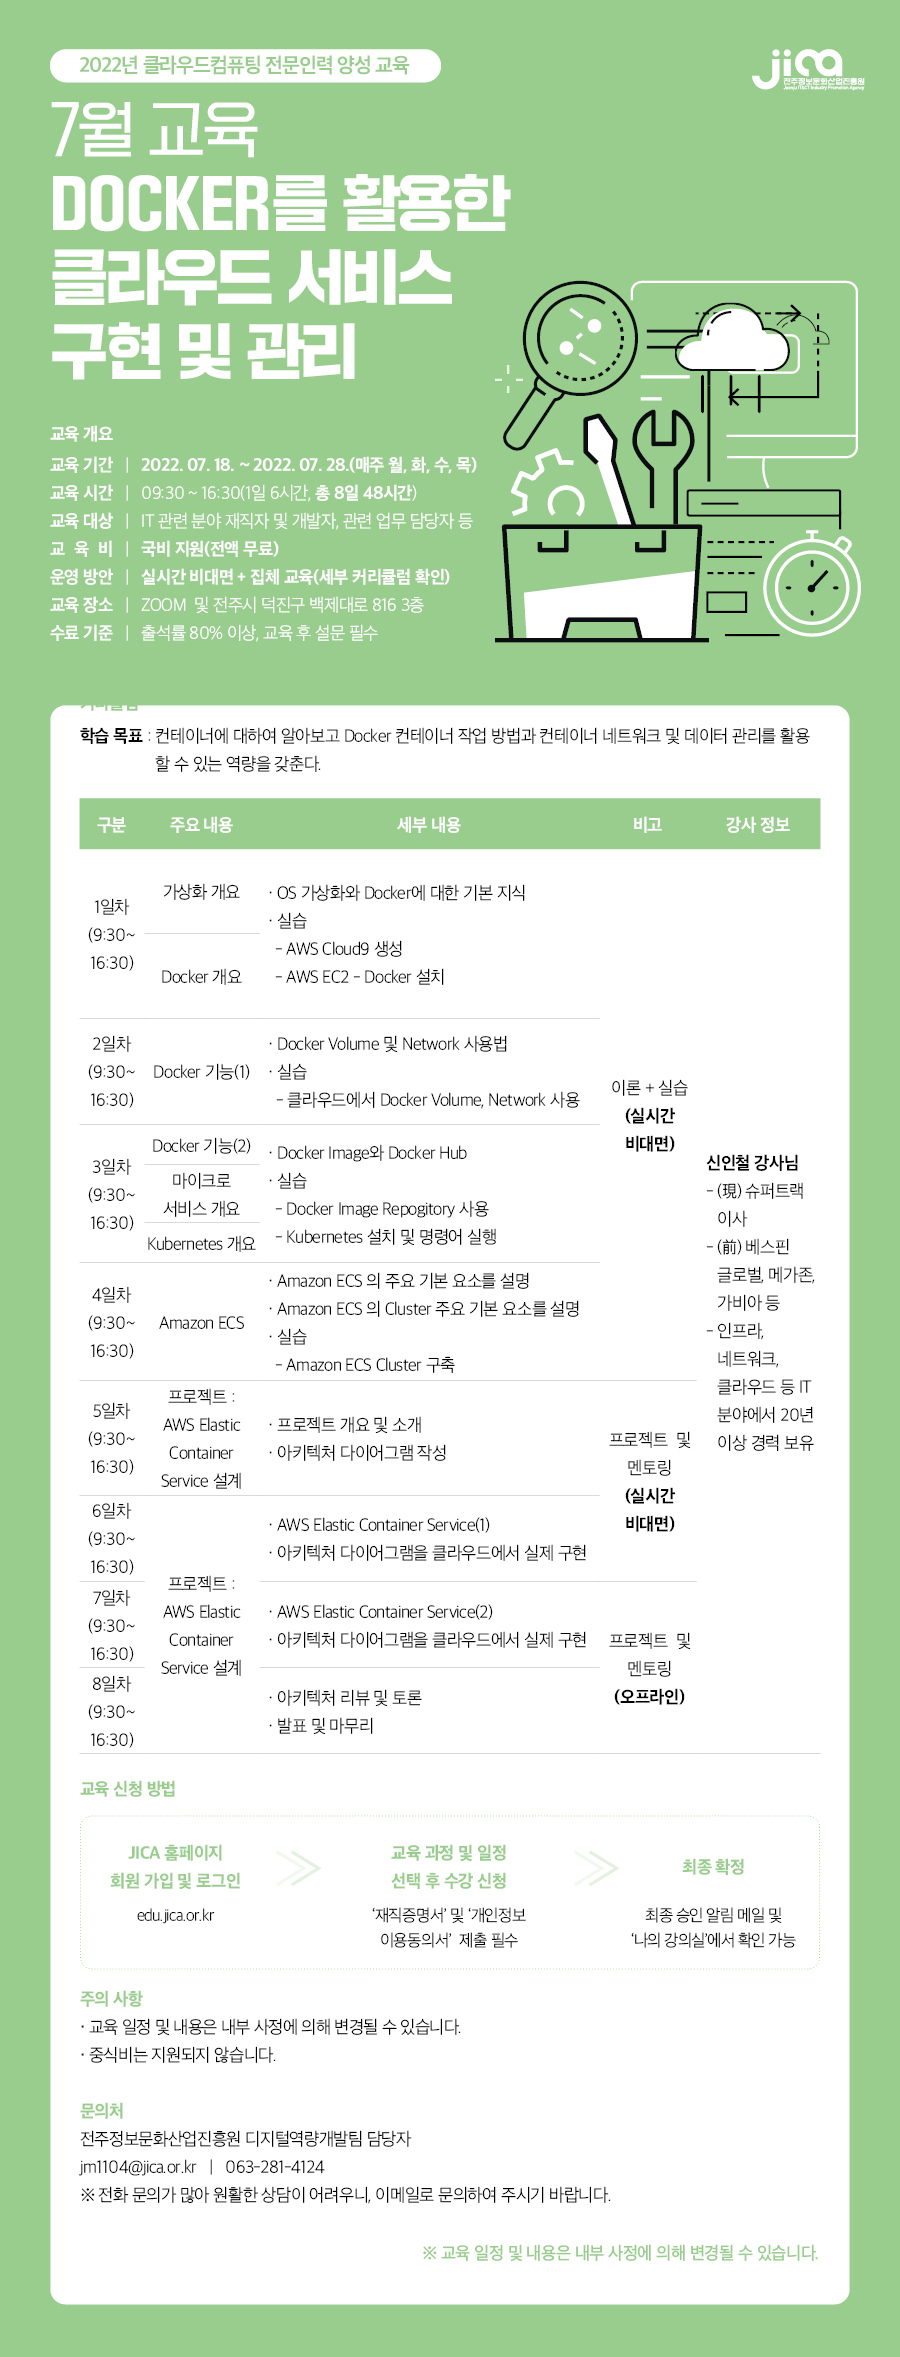 2022년 클라우드컴퓨팅 전문인력 양성 교육
jica
전주정보문화산업진흥원
Jeonju IT&CT Industry Promotion Agency
7월 교육
DOCKER를 활용한
클라우드 서비스
구현 및 관리
교육 개요
교육 기간 | 2022. 07. 18. ~ 2022. 07. 28.(매주 월, 화, 수, 목)
교육 시간 | 09:30 ~ 16:30(1일 6시간, 총 8일 48시간)
교육 대상 | IT 관련 분야 재직자 및 개발자, 관련 업무 담당자 등
교 육 비 | 국비 지원(전액 무료)
운영 방안 | 실시간 비대면 + 집체 교육(세부 커리큘럼 확인)
교육 장소 | ZOOM 및 전주시 덕진구 백제대로 816 3층
수료 기준 | 출석률 80% 이상, 교육 후 설문 필수
학습 목표 : 컨테이너에 대하여 알아보고 Docker 컨테이너 작업 방법과 컨테이너 네트워크 및 데이터 관리를 활용
할 수 있는 역량을 갖춘다.
구분 주요 내용 세부 내용 비고 강사 정보
1일차
(9:30~
16:30)
가상화 개요
Docker 개요
· OS 가상화와 Docker에 대한 기본 지식
· 실습
- AWS Cloud9 생성
- AWS EC2 - Docker 설치
2일차
(9:30~
16:30)
Docker 기능(1)
· Docker Volume 및 Network 사용법
· 실습
- 클라우드에서 Docker Volume, Network 사용
3일차
(9:30~
16:30)
Docker 기능(2)
마이크로
서비스 개요
Kubernetes 개요
· Docker Image와 Docker Hub
· 실습
- Docker Image Repogitory 사용
- Kubernetes 설치 및 명령어 실행
4일차
(9:30~
16:30)
Amazon ECS
· Amazon ECS 의 주요 기본 요소를 설명
· Amazon ECS 의 Cluster 주요 기본 요소를 설명
· 실습
- Amazon ECS Cluster 구축
이론 + 실습
(실시간
비대면)
5일차
(9:30~
16:30)
프로젝트 :
AWS Elastic
Container
Service 설계
· 프로젝트 개요 및 소개
· 아키텍처 다이어그램 작성
6일차
(9:30~
16:30)
· AWS Elastic Container Service(1)
· 아키텍처 다이어그램을 클라우드에서 실제 구현
프로젝트 및
멘토링
(실시간
비대면)
프로젝트 :
AWS Elastic
Container
Service 설계
7일차
(9:30~
16:30)
· AWS Elastic Container Service(2)
· 아키텍처 다이어그램을 클라우드에서 실제 구현
8일차
(9:30~
16:30)
· 아키텍처 리뷰 및 토론
· 발표 및 마무리
프로젝트 및
멘토링
(오프라인)
신인철 강사님
- (現) 슈퍼트랙
이사
- (前) 베스핀
글로벌, 메가존,
가비아 등
- 인프라,
네트워크,
클라우드 등 IT
분야에서 20년
이상 경력 보유
교육 신청 방법
JICA 홈페이지
회원 가입 및 로그인
edu.jica.or.kr
교육 과정 및 일정
선택 후 수강 신청
‘재직증명서’ 및 ‘개인정보
이용동의서’ 제출 필수
최종 확정
최종 승인 알림 메일 및
‘나의 강의실’에서 확인 가능
주의 사항
· 교육 일정 및 내용은 내부 사정에 의해 변경될 수 있습니다.
· 중식비는 지원되지 않습니다.
문의처
전주정보문화산업진흥원 디지털역량개발팀 담당자
jm1104@jica.or.kr | 063-281-4124
※ 전화 문의가 많아 원활한 상담이 어려우니, 이메일로 문의하여 주시기 바랍니다.
※ 교육 일정 및 내용은 내부 사정에 의해 변경될 수 있습니다.